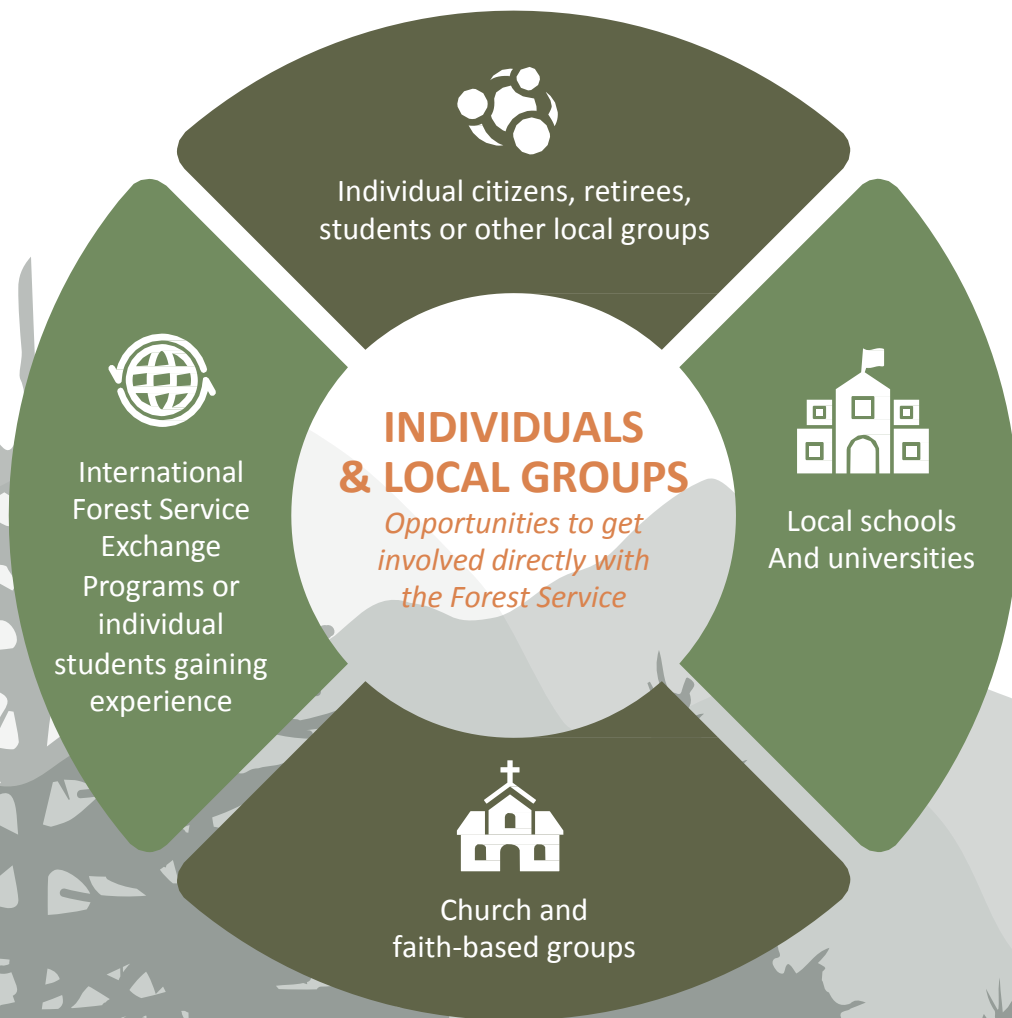 Individual citizens, retirees,
students or other local groups
INDIVIDUALS
& LOCAL GROUPS
Opportunities to get
involved directly with
the Forest Service
International
Forest Service
Exchange
Programs or
individual
students gaining
experience
Local schools
And universities
Church and
faith-based groups